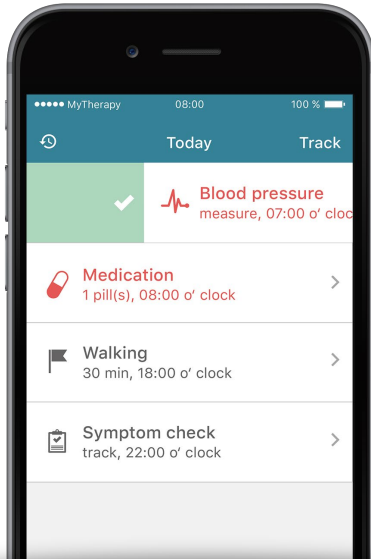 MyTherapy 08:00 100 %
Today Track
Blood pressure
measure, 07:00 o' cloc
Medication
1 pill(s), 08:00 o' clock
Walking
30 min, 18:00 o' clock
Symptom check
track, 22:00 o' clock